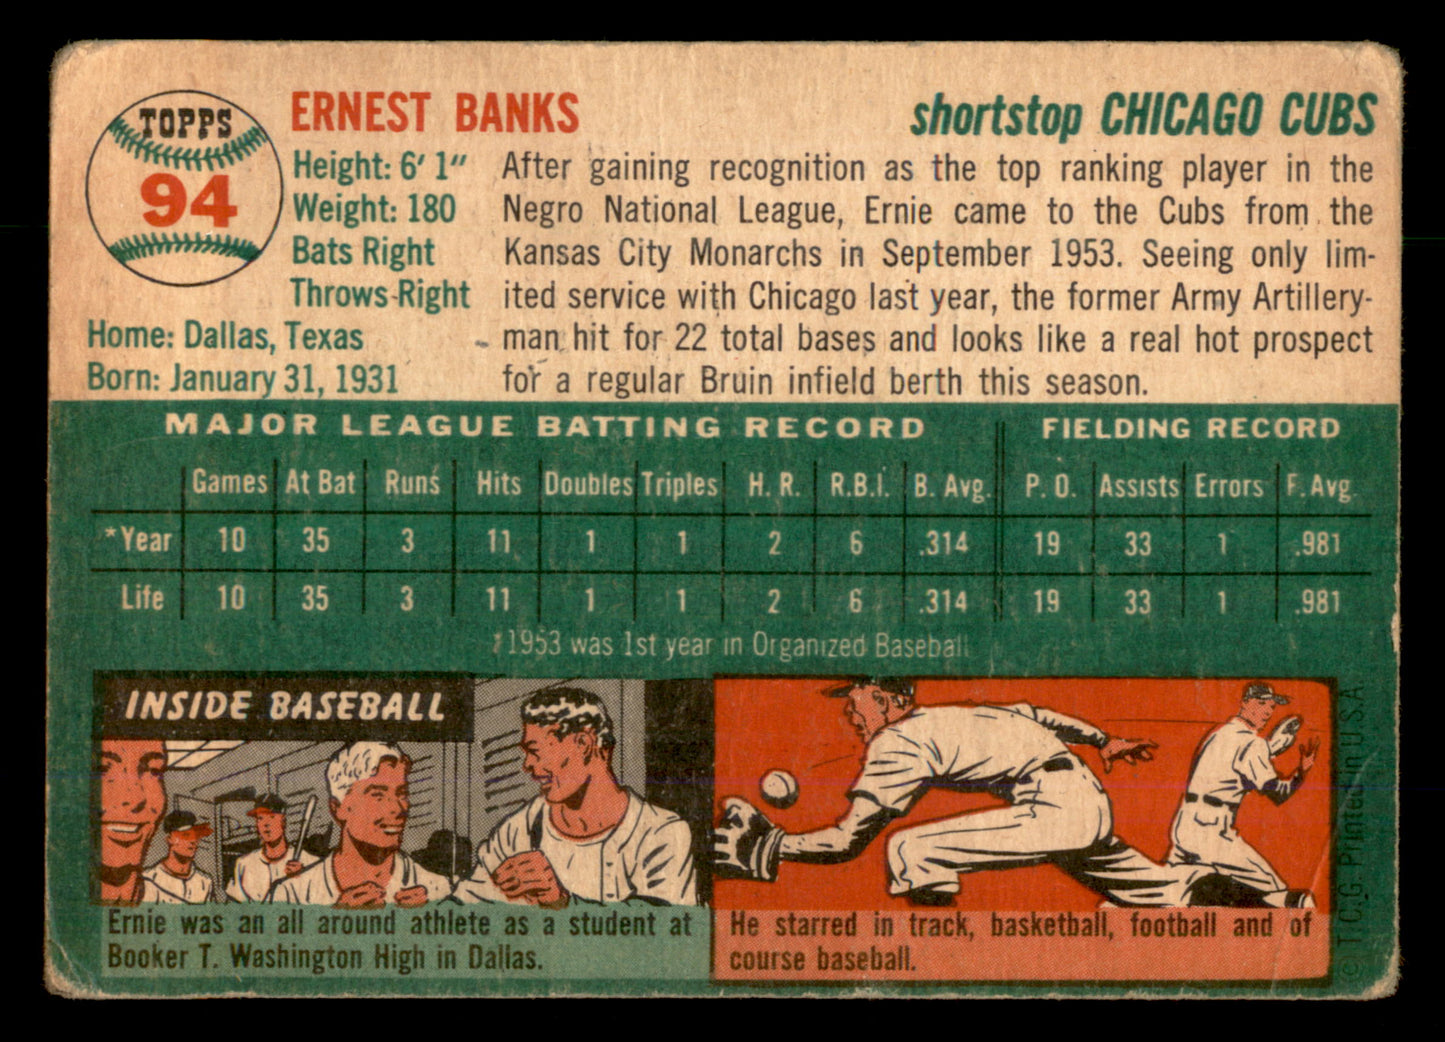 TOPPS
94
ERNEST BANKS
shortstop CHICAGO CUBS
Height: 6' 1"
Weight: 180
Bats Right
Throws Right
Home: Dallas, Texas
Born: January 31, 1931
After gaining recognition as the top ranking player in the
Negro National League, Ernie came to the Cubs from the
Kansas City Monarchs in September 1953. Seeing only lim-
ited service with Chicago last year, the former Army Artillery-
man hit for 22 total bases and looks like a real hot prospect
for a regular Bruin infield berth this season.
MAJOR LEAGUE BATTING RECORD FIELDING RECORD
Games At Bat Runs Hits Doubles Triples H. R. R.B.I. B. Avg. P. O. Assists Errors F. Avg.
*Year 10 35 3 11 1 1 2 6 .314 19 33 1 .981
Life 10 35 3 11 1 1 2 6 .314 19 33 1 .981
*1953 was 1st year in Organized Baseball
INSIDE BASEBALL
Ernie was an all around athlete as a student at
Booker T. Washington High in Dallas.
He starred in track, basketball, football and of
course baseball.
© T.C.G. Printed in U.S.A.